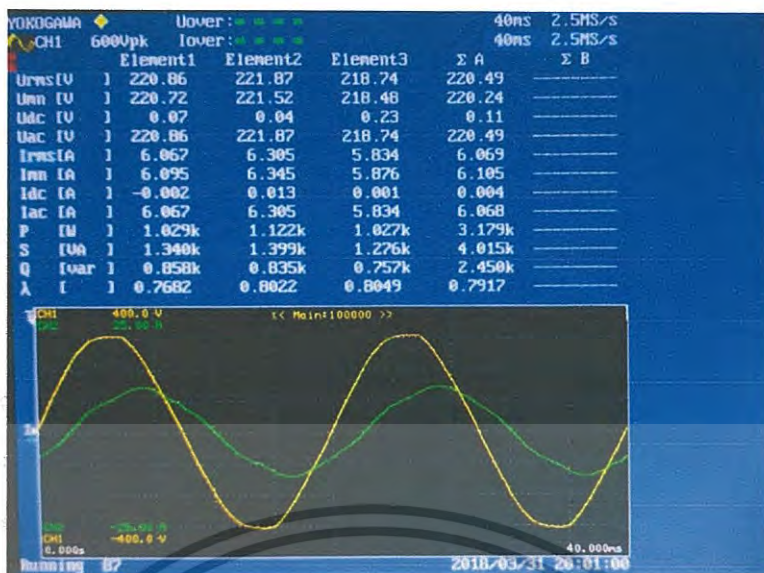 YOKOGAWA Uover: 40ms 2.5MS/s
CH1 600Vpk Iover: 40ms 2.5MS/s
Element1 Element2 Element3 Σ A Σ B
Urms[V ] 220.86 221.87 218.74 220.49
Umn [V ] 220.72 221.52 218.48 220.24
Udc [V ] 0.07 0.04 0.23 0.11
Uac [V ] 220.86 221.87 218.74 220.49
Irms[A ] 6.067 6.305 5.834 6.069
Imn [A ] 6.095 6.345 5.876 6.105
Idc [A ] -0.002 0.013 0.001 0.004
Iac [A ] 6.067 6.305 5.834 6.068
P [W ] 1.029k 1.122k 1.027k 3.179k
S [VA ] 1.340k 1.399k 1.276k 4.015k
Q [var ] 0.858k 0.835k 0.757k 2.450k
λ [ ] 0.7682 0.8022 0.8049 0.7917
CH1 400.0 V << Main:100000 >>
CH2 25.00 A
CH2 -25.00 A
CH1 -400.0 V
0.000s 40.000ms
Running 87 2018/03/31 20:01:00